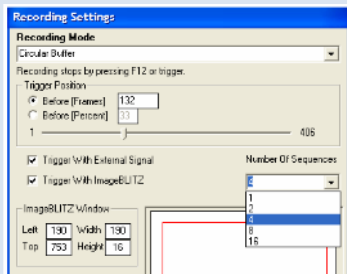 Recording Settings
Recording Mode
Circular Buffer
Recording stops by pressing F12 or trigger.
Trigger Position
Before [Frames] 132
Before [Percent] 33
1 406
Trigger With External Signal Number Of Sequences
Trigger With ImageBLITZ 4
1
2
4
8
16
ImageBLITZ Window
Left 190 Width 190
Top 753 Height 16